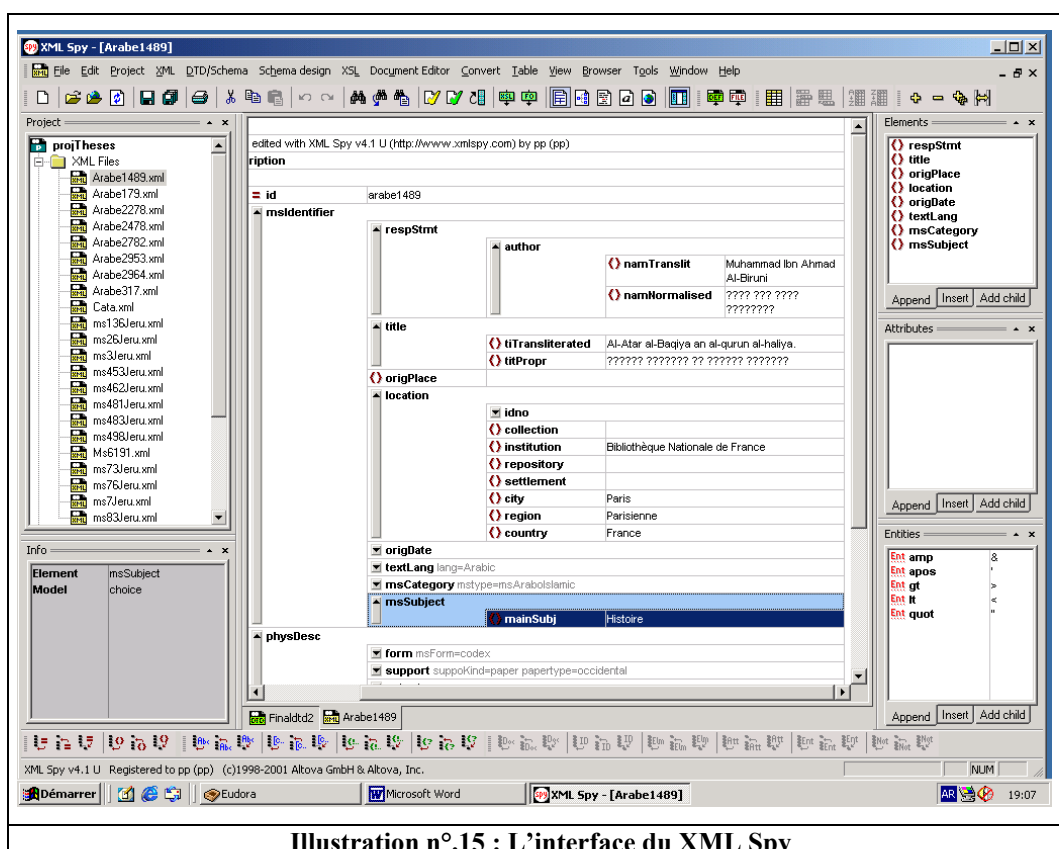 XML Spy - [Arabe1489]
File Edit Project XML DTD/Schema Schema design XSL Document Editor Convert Table View Browser Tools Window Help
Project
projTheses
XML Files
Arabe1489.xml
Arabe179.xml
Arabe2278.xml
Arabe2478.xml
Arabe2782.xml
Arabe2953.xml
Arabe2964.xml
Arabe317.xml
Cata.xml
ms136Jeru.xml
ms26Jeru.xml
ms3Jeru.xml
ms453Jeru.xml
ms462Jeru.xml
ms481Jeru.xml
ms483Jeru.xml
ms498Jeru.xml
Ms6191.xml
ms73Jeru.xml
ms76Jeru.xml
ms7Jeru.xml
ms83Jeru.xml
Info
Element msSubject
Model choice
edited with XML Spy v4.1 U (http://www.xmlspy.com) by pp (pp)
ription
= id arabe1489
msIdentifier
respStmt
author
namTranslit Muhammad Ibn Ahmad
Al-Biruni
namNormalised ???? ??? ????
????????
title
tiTransliterated Al-Atar al-Baqiya an al-qurun al-haliya.
titPropr ?????? ??????? ?? ?????? ???????
origPlace
location
idno
collection
institution Bibliothèque Nationale de France
repository
settlement
city Paris
region Parisienne
country France
origDate
textLang lang=Arabic
msCategory mstype=msAraboIslamic
msSubject
mainSubj Histoire
physDesc
form msForm=codex
support suppoKind=paper papertype=occidental
Finaldtd2 Arabe1489
Elements
respStmt
title
origPlace
location
origDate
textLang
msCategory
msSubject
Append Insert Add child
Attributes
Append Insert Add child
Entities
Ent amp &
Ent apos '
Ent gt >
Ent lt <
Ent quot "
Append Insert Add child
XML Spy v4.1 U Registered to pp (pp) (c)1998-2001 Altova GmbH & Altova, Inc.
NUM
Démarrer Eudora Microsoft Word XML Spy - [Arabe1489] AR 19:07
Illustration n°.15 : L'interface du XML Spy